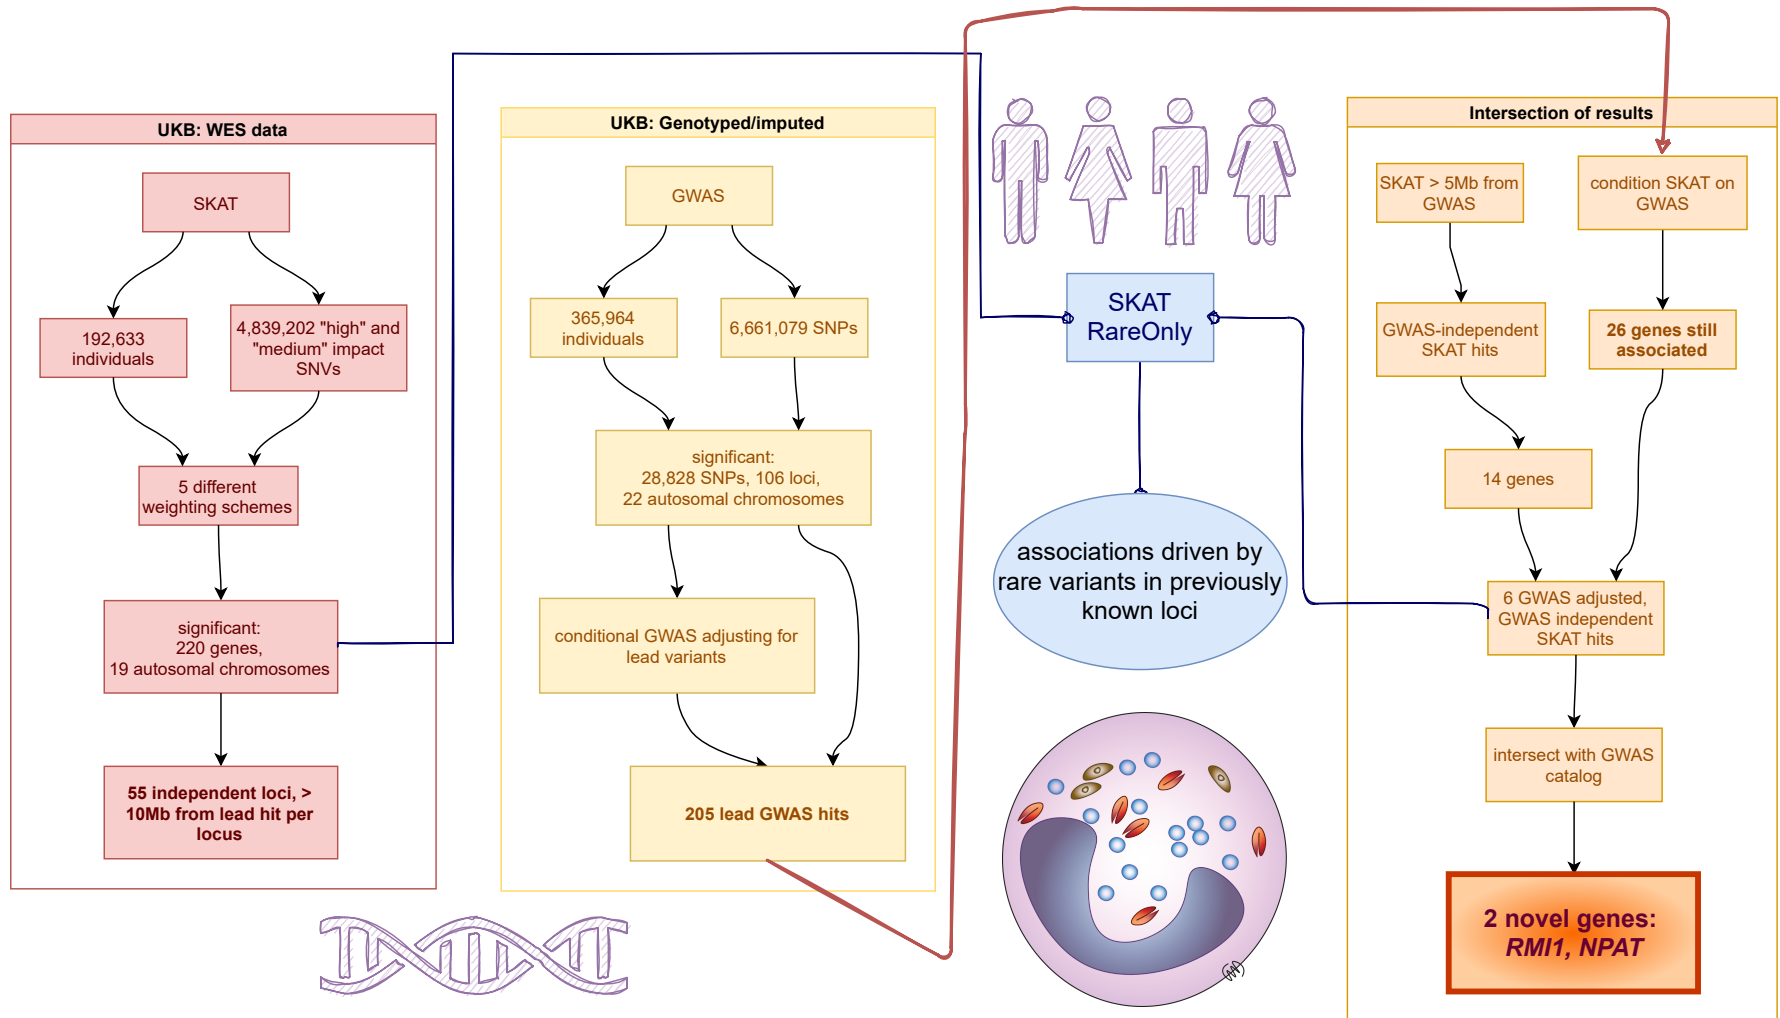 UKB: WES data
SKAT
192,633
individuals
4,839,202 "high" and
"medium" impact
SNVs
5 different
weighting schemes
significant:
220 genes,
19 autosomal chromosomes
55 independent loci, >
10Mb from lead hit per
locus
UKB: Genotyped/imputed
GWAS
365,964
individuals
6,661,079 SNPs
significant:
28,828 SNPs, 106 loci,
22 autosomal chromosomes
conditional GWAS adjusting for
lead variants
205 lead GWAS hits
SKAT
RareOnly
associations driven by
rare variants in previously
known loci
Intersection of results
SKAT > 5Mb from
GWAS
condition SKAT on
GWAS
GWAS-independent
SKAT hits
26 genes still
associated
14 genes
6 GWAS adjusted,
GWAS independent
SKAT hits
intersect with GWAS
catalog
2 novel genes:
RMI1, NPAT